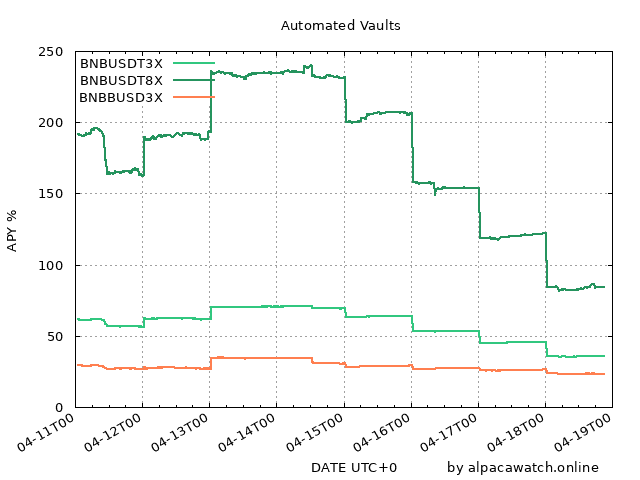 Automated Vaults
BNBUSDT3X
BNBUSDT8X
BNBBUSD3X
APY %
250
200
150
100
50
0
04-11T00
04-12T00
04-13T00
04-14T00
04-15T00
04-16T00
04-17T00
04-18T00
04-19T00
DATE UTC+0
by alpacawatch.online